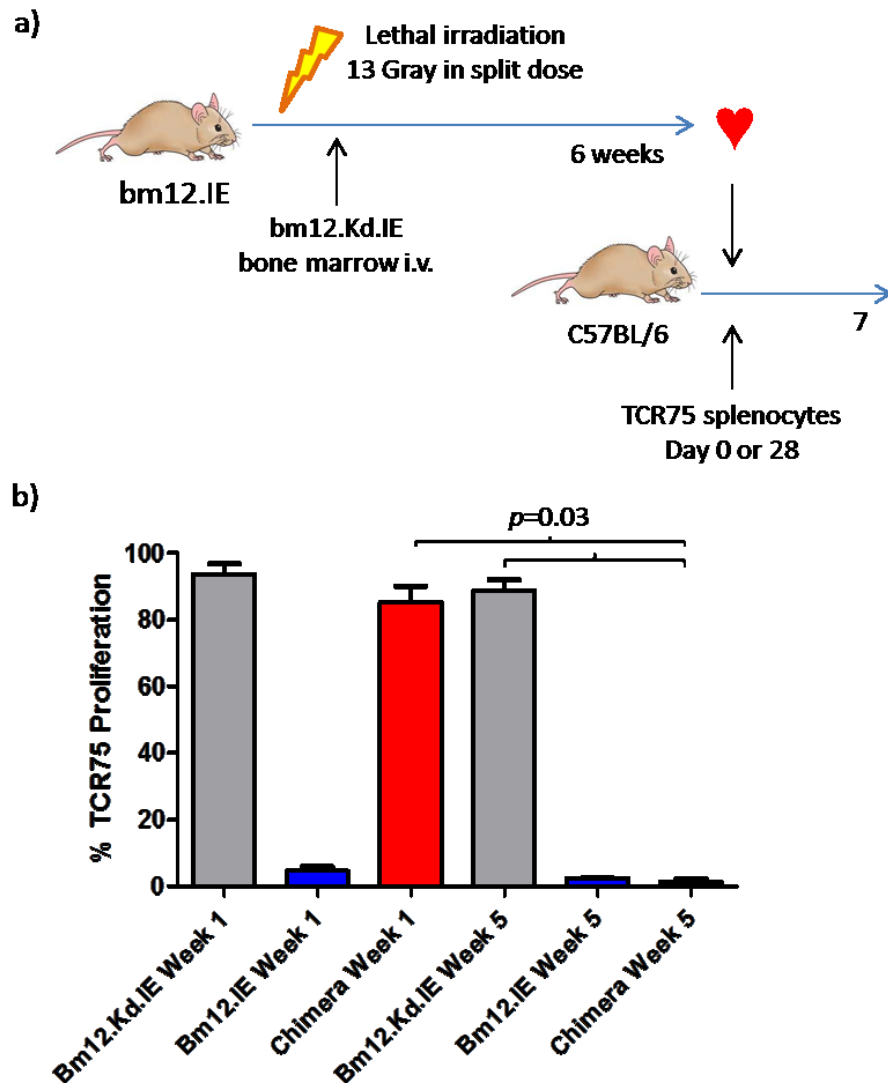 a)
Lethal irradiation
13 Gray in split dose
6 weeks
bm12.IE
bm12.Kd.IE
bone marrow i.v.
C57BL/6
7
TCR75 splenocytes
Day 0 or 28
b)
p=0.03
% TCR75 Proliferation
100
80
60
40
20
0
Bm12.Kd.IE Week 1
Bm12.IE Week 1
Chimera Week 1
Bm12.Kd.IE Week 5
Bm12.IE Week 5
Chimera Week 5